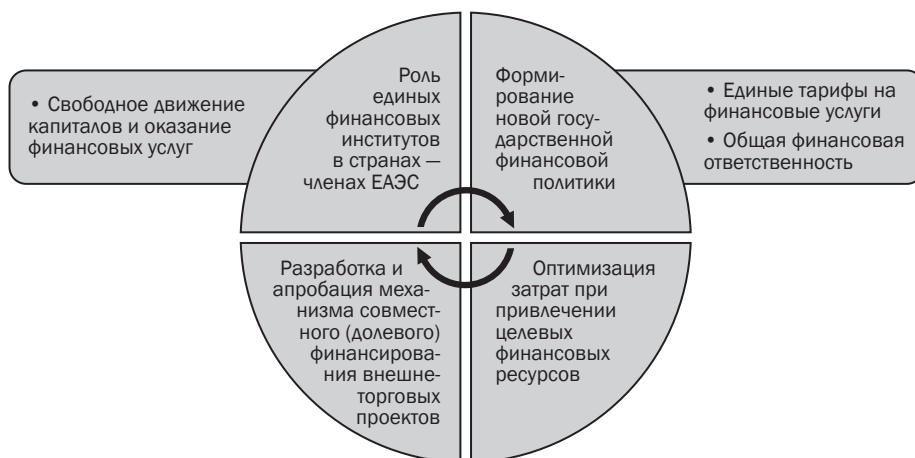 • Свободное движение
капиталов и оказание
финансовых услуг
Роль
единых
финансовых
институтов
в странах —
членах ЕАЭС
Форми-
рование
новой госу-
дарственной
финансовой
политики
• Единые тарифы на
финансовые услуги
• Общая финансовая
ответственность
Разработка и
апробация меха-
низма совмест-
ного (долевого)
финансирова-
ния внешне-
торговых
проектов
Оптимизация
затрат при
привлечении
целевых
финансовых
ресурсов